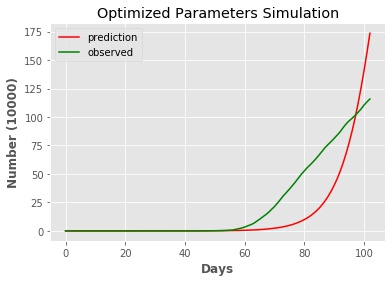 Optimized Parameters Simulation
prediction
observed
175
150
125
100
75
50
25
0
Number (10000)
0 20 40 60 80 100
Days